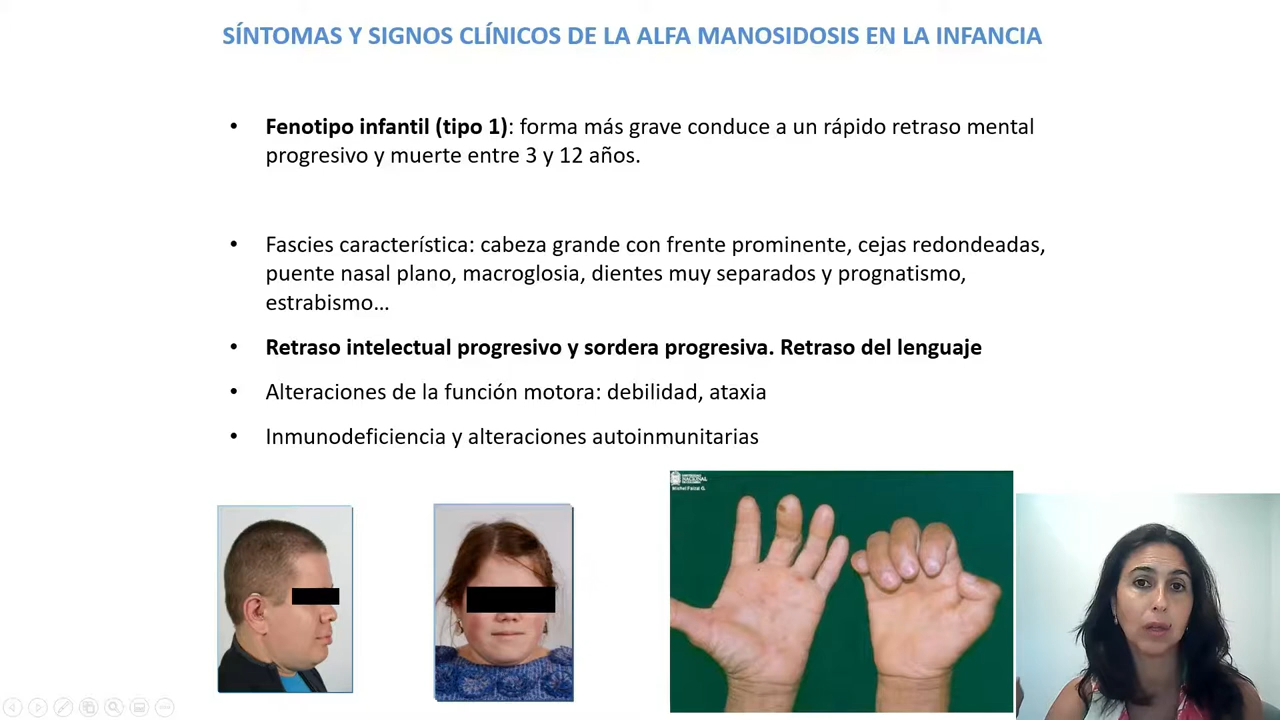 SÍNTOMAS Y SIGNOS CLÍNICOS DE LA ALFA MANOSIDOSIS EN LA INFANCIA
• Fenotipo infantil (tipo 1): forma más grave conduce a un rápido retraso mental
progresivo y muerte entre 3 y 12 años.
• Fascies característica: cabeza grande con frente prominente, cejas redondeadas,
puente nasal plano, macroglosia, dientes muy separados y prognatismo,
estrabismo...
• Retraso intelectual progresivo y sordera progresiva. Retraso del lenguaje
• Alteraciones de la función motora: debilidad, ataxia
• Inmunodeficiencia y alteraciones autoinmunitarias
UNIVERSIDAD
NACIONAL